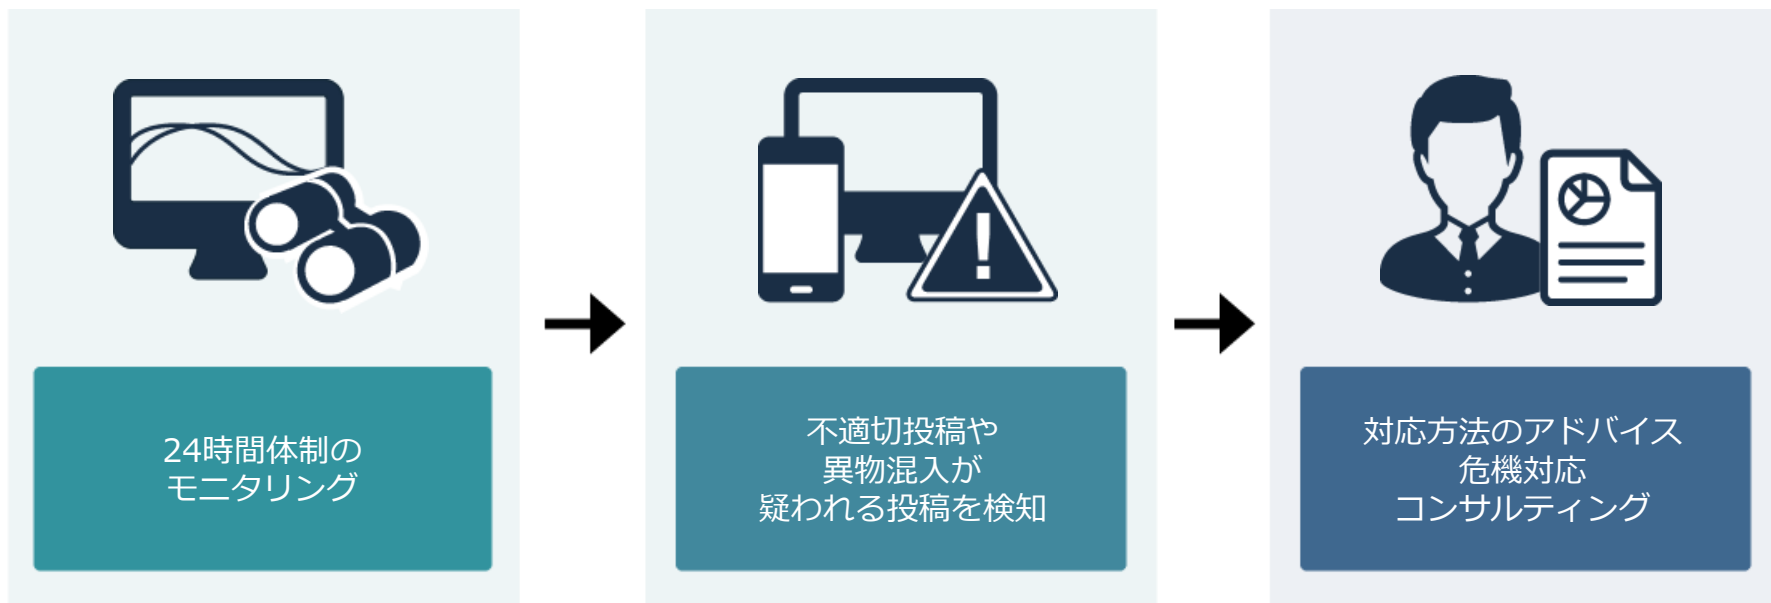 24時間体制の
モニタリング
不適切投稿や
異物混入が
疑われる投稿を検知
対応方法のアドバイス
危機対応
コンサルティング